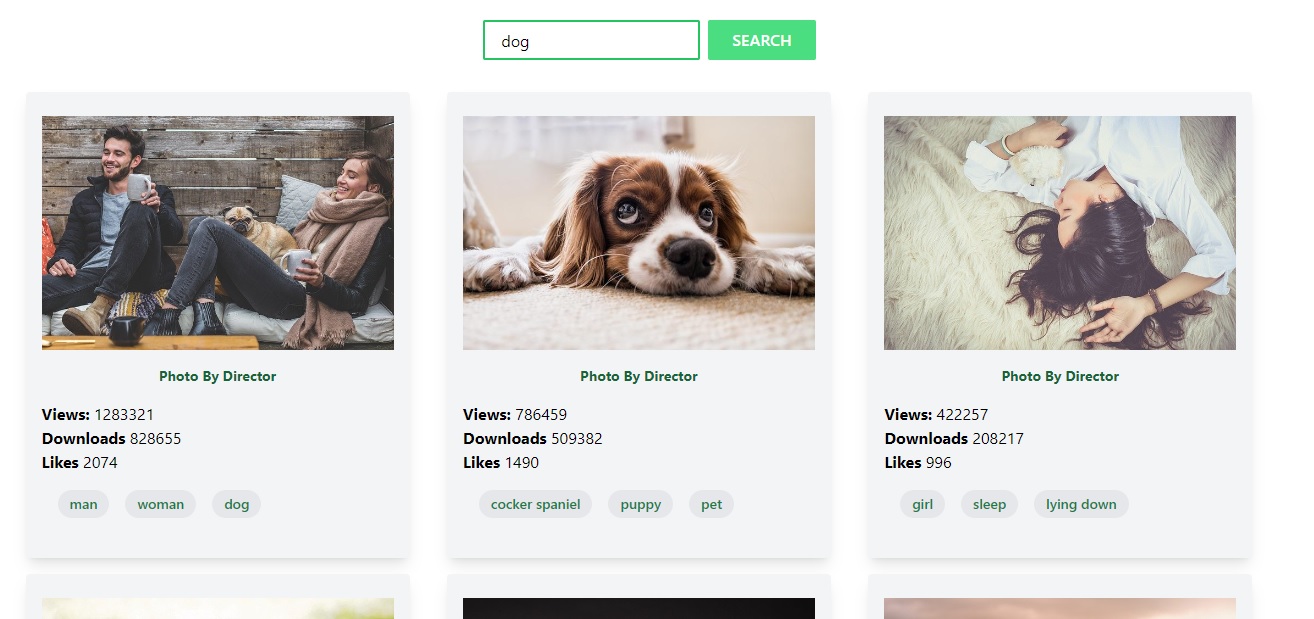 dog SEARCH
Photo By Director
Views: 1283321
Downloads 828655
Likes 2074
man woman dog
Photo By Director
Views: 786459
Downloads 509382
Likes 1490
cocker spaniel puppy pet
Photo By Director
Views: 422257
Downloads 208217
Likes 996
girl sleep lying down